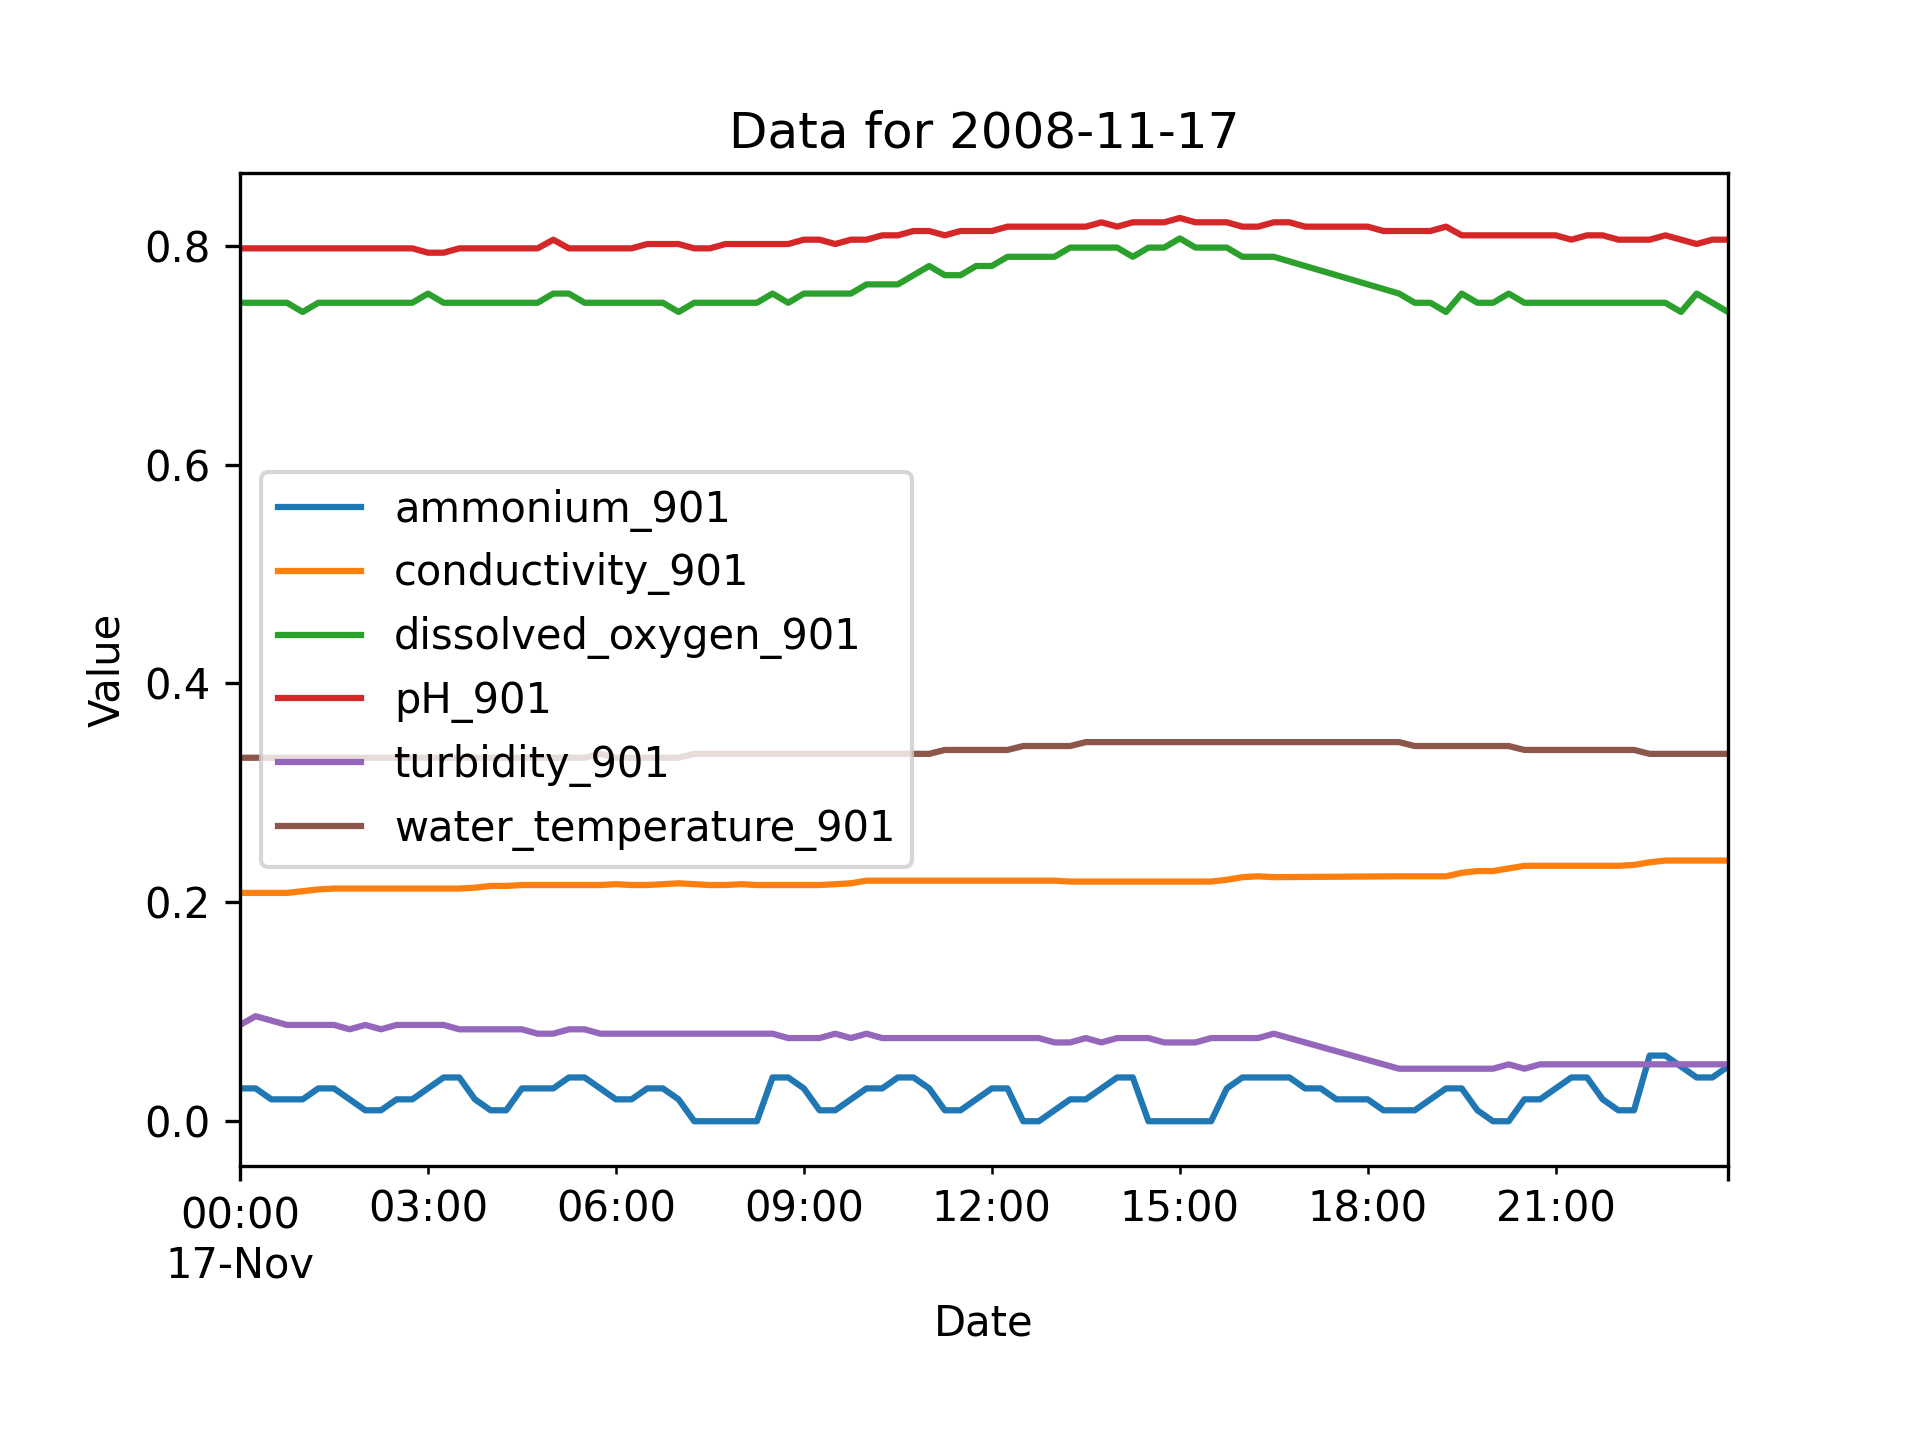 Data for 2008-11-17
0.8
0.6
0.4
0.2
0.0
Value
ammonium_901
conductivity_901
dissolved_oxygen_901
pH_901
turbidity_901
water_temperature_901
00:00 03:00 06:00 09:00 12:00 15:00 18:00 21:00
17-Nov
Date